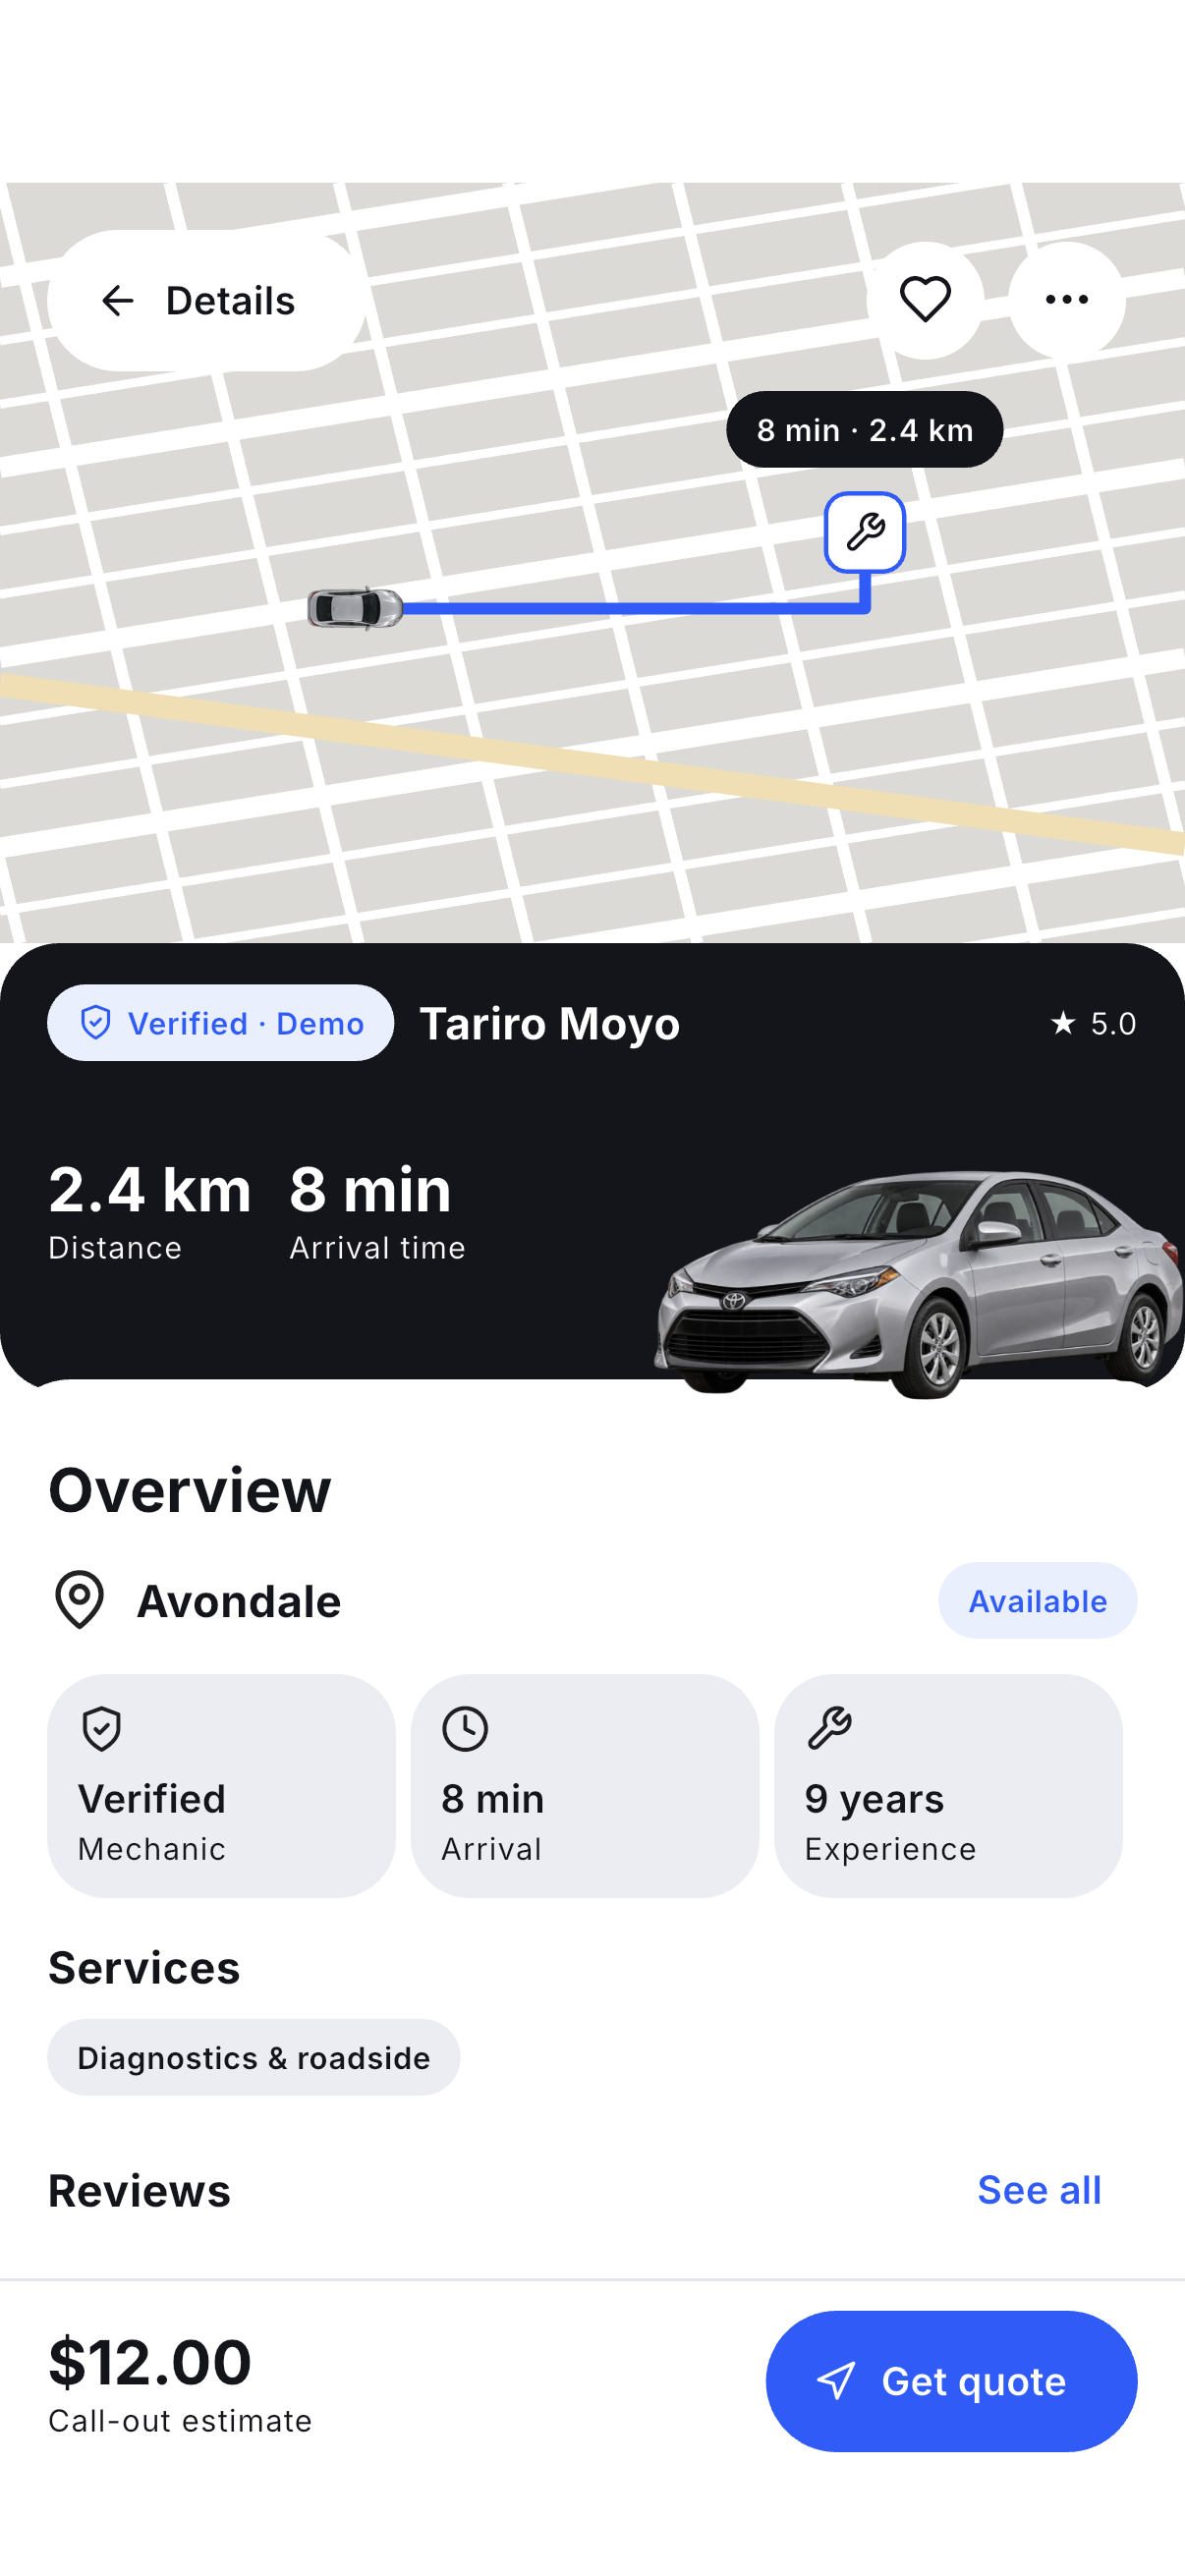 Details
8 min · 2.4 km
Verified · Demo
Tariro Moyo
★ 5.0
2.4 km 8 min
Distance Arrival time
Overview
Avondale
Available
Verified
Mechanic
8 min
Arrival
9 years
Experience
Services
Diagnostics & roadside
Reviews
See all
$12.00
Call-out estimate
Get quote